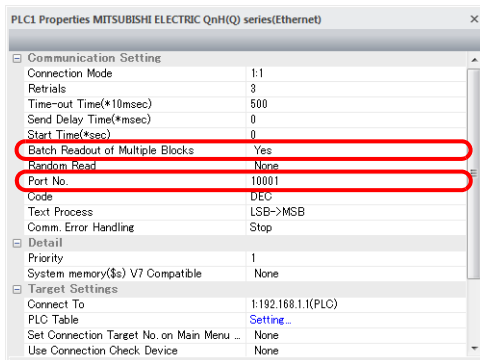 PLC1 Properties MITSUBISHI ELECTRIC QnH(Q) series(Ethernet)
Communication Setting
Connection Mode 1:1
Retrials 3
Time-out Time(*10msec) 500
Send Delay Time(*msec) 0
Start Time(*sec) 0
Batch Readout of Multiple Blocks Yes
Random Read None
Port No. 10001
Code DEC
Text Process LSB->MSB
Comm. Error Handling Stop
Detail
Priority 1
System memory($s) V7 Compatible None
Target Settings
Connect To 1:192.168.1.1(PLC)
PLC Table Setting...
Set Connection Target No. on Main Menu ... None
Use Connection Check Device None